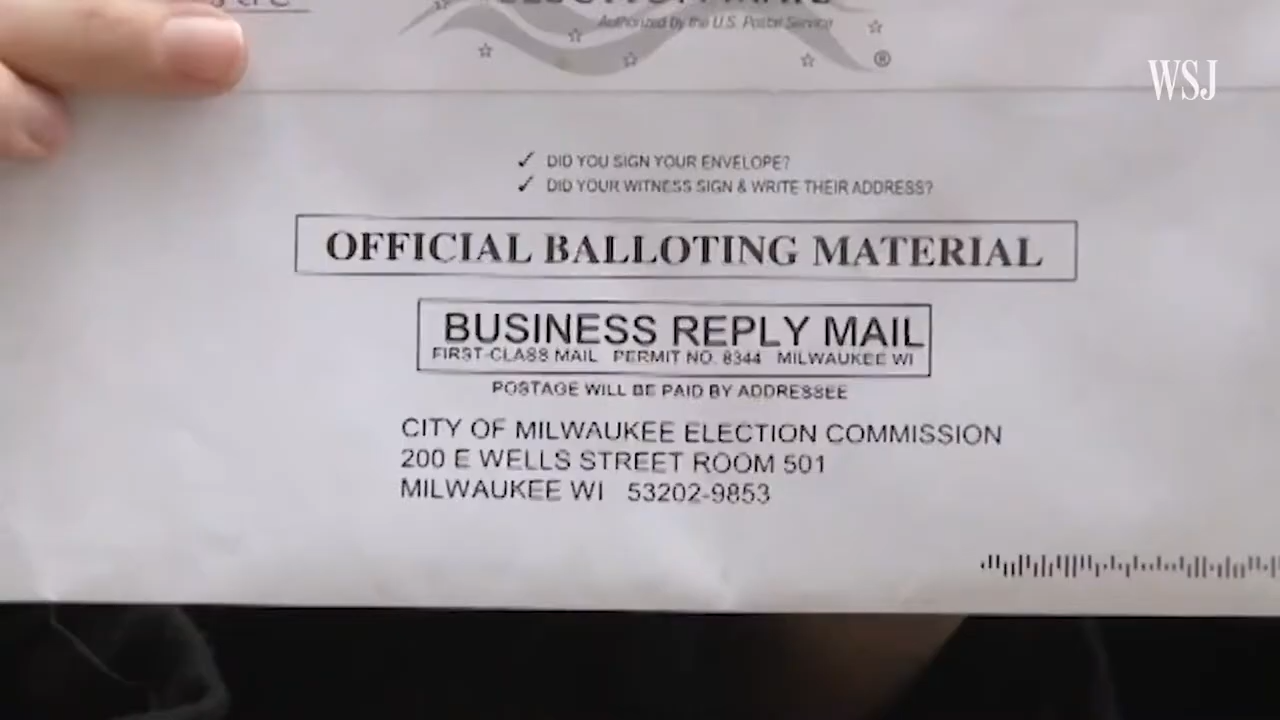 Authorized by the U.S. Postal Service
®
WSJ
✓ DID YOU SIGN YOUR ENVELOPE?
✓ DID YOUR WITNESS SIGN & WRITE THEIR ADDRESS?
OFFICIAL BALLOTING MATERIAL
BUSINESS REPLY MAIL
FIRST-CLASS MAIL PERMIT NO. 8344 MILWAUKEE WI
POSTAGE WILL BE PAID BY ADDRESSEE
CITY OF MILWAUKEE ELECTION COMMISSION
200 E WELLS STREET ROOM 501
MILWAUKEE WI 53202-9853